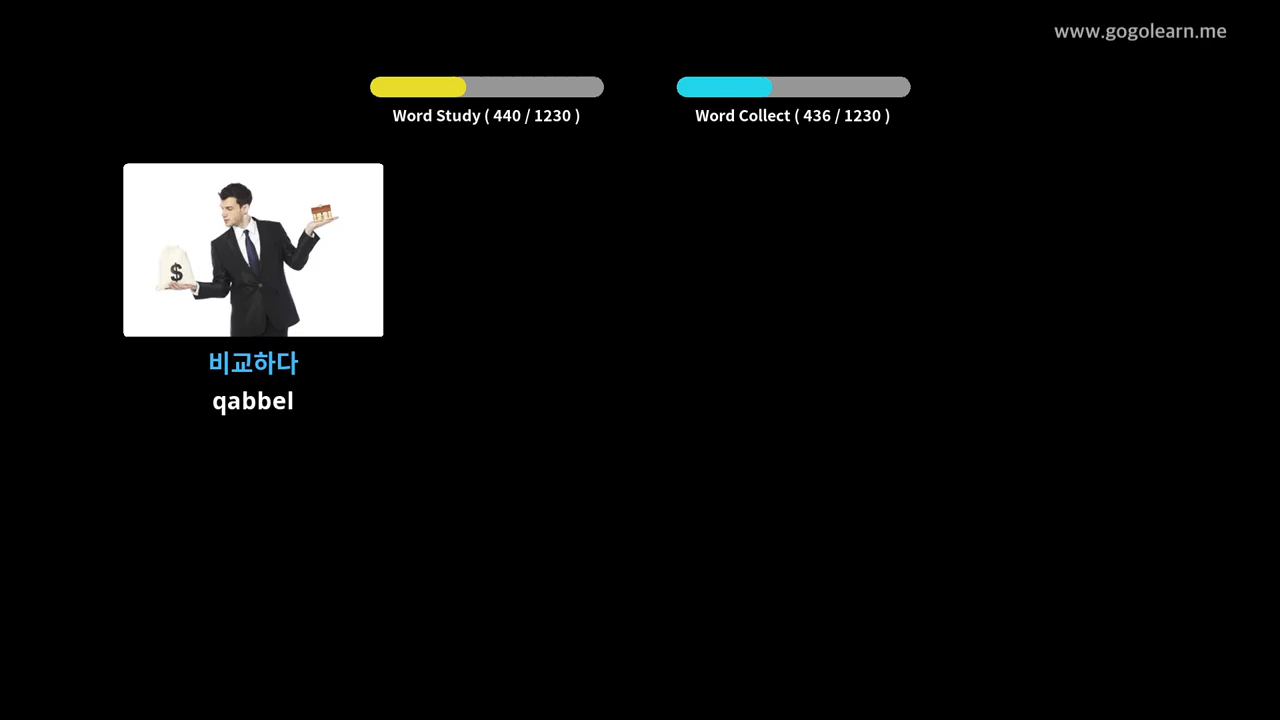 www.gogolearn.me
Word Study ( 440 / 1230 )
Word Collect ( 436 / 1230 )
$
비교하다
qabbel